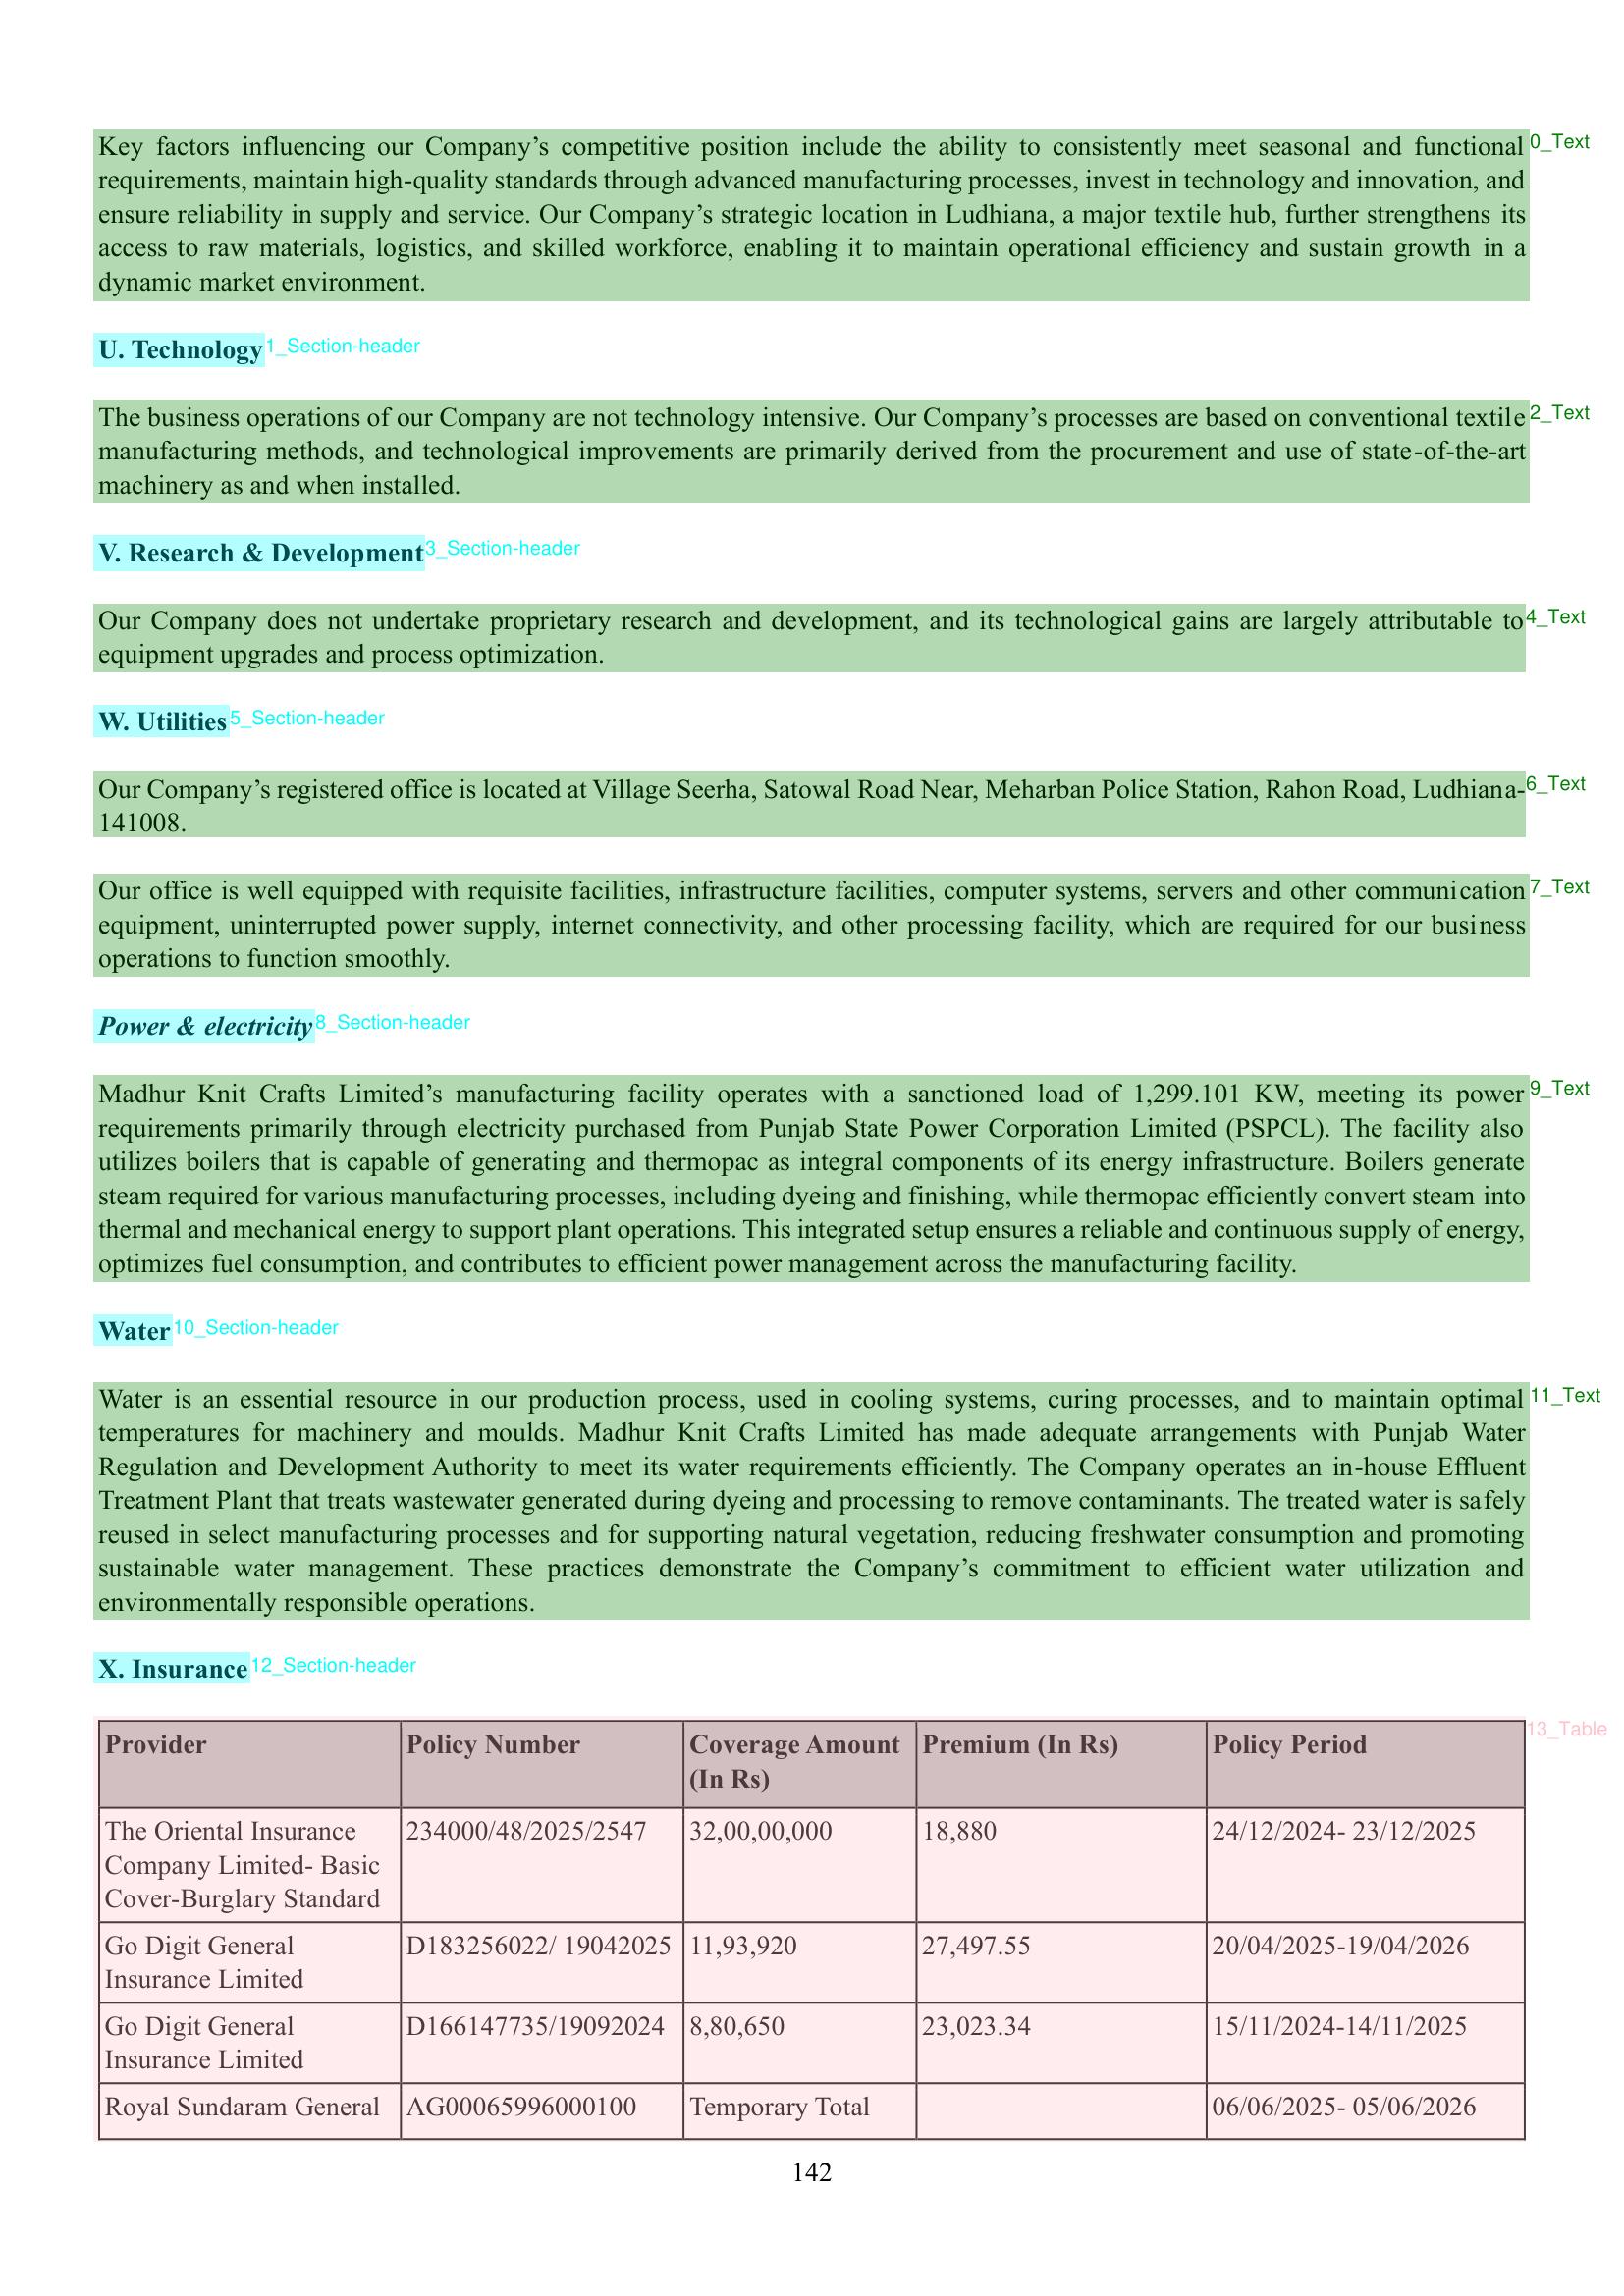 Key factors influencing our Company’s competitive position include the ability to consistently meet seasonal and functional 0_Text
requirements, maintain high-quality standards through advanced manufacturing processes, invest in technology and innovation, and
ensure reliability in supply and service. Our Company’s strategic location in Ludhiana, a major textile hub, further strengthens its
access to raw materials, logistics, and skilled workforce, enabling it to maintain operational efficiency and sustain growth in a
dynamic market environment.
U. Technology 1_Section-header
The business operations of our Company are not technology intensive. Our Company’s processes are based on conventional textile 2_Text
manufacturing methods, and technological improvements are primarily derived from the procurement and use of state-of-the-art
machinery as and when installed.
V. Research & Development 3_Section-header
Our Company does not undertake proprietary research and development, and its technological gains are largely attributable to 4_Text
equipment upgrades and process optimization.
W. Utilities 5_Section-header
Our Company’s registered office is located at Village Seerha, Satowal Road Near, Meharban Police Station, Rahon Road, Ludhiana- 6_Text
141008.
Our office is well equipped with requisite facilities, infrastructure facilities, computer systems, servers and other communication 7_Text
equipment, uninterrupted power supply, internet connectivity, and other processing facility, which are required for our business
operations to function smoothly.
Power & electricity 8_Section-header
Madhur Knit Crafts Limited’s manufacturing facility operates with a sanctioned load of 1,299.101 KW, meeting its power 9_Text
requirements primarily through electricity purchased from Punjab State Power Corporation Limited (PSPCL). The facility also
utilizes boilers that is capable of generating and thermopac as integral components of its energy infrastructure. Boilers generate
steam required for various manufacturing processes, including dyeing and finishing, while thermopac efficiently convert steam into
thermal and mechanical energy to support plant operations. This integrated setup ensures a reliable and continuous supply of energy,
optimizes fuel consumption, and contributes to efficient power management across the manufacturing facility.
Water 10_Section-header
Water is an essential resource in our production process, used in cooling systems, curing processes, and to maintain optimal 11_Text
temperatures for machinery and moulds. Madhur Knit Crafts Limited has made adequate arrangements with Punjab Water
Regulation and Development Authority to meet its water requirements efficiently. The Company operates an in-house Effluent
Treatment Plant that treats wastewater generated during dyeing and processing to remove contaminants. The treated water is safely
reused in select manufacturing processes and for supporting natural vegetation, reducing freshwater consumption and promoting
sustainable water management. These practices demonstrate the Company’s commitment to efficient water utilization and
environmentally responsible operations.
X. Insurance 12_Section-header
13_Table
Provider Policy Number Coverage Amount Premium (In Rs) Policy Period
(In Rs)
The Oriental Insurance 234000/48/2025/2547 32,00,00,000 18,880 24/12/2024- 23/12/2025
Company Limited- Basic
Cover-Burglary Standard
Go Digit General D183256022/ 19042025 11,93,920 27,497.55 20/04/2025-19/04/2026
Insurance Limited
Go Digit General D166147735/19092024 8,80,650 23,023.34 15/11/2024-14/11/2025
Insurance Limited
Royal Sundaram General AG00065996000100 Temporary Total 06/06/2025- 05/06/2026
142